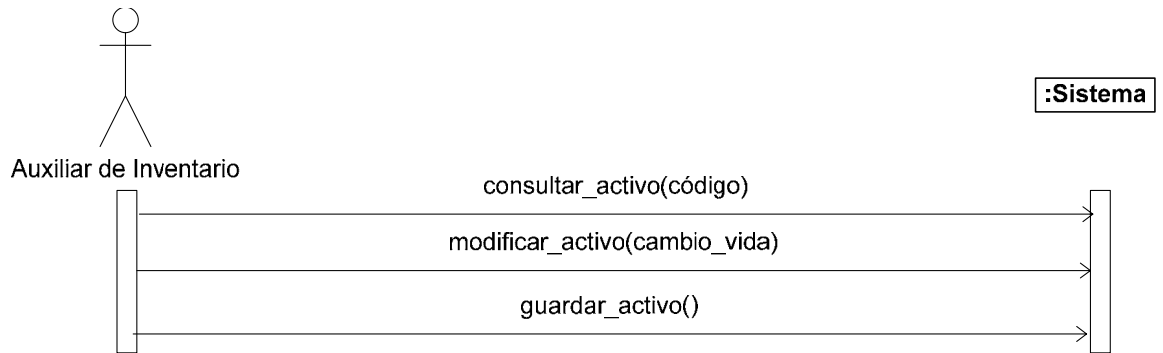 :Sistema
Auxiliar de Inventario
consultar_activo(código)
modificar_activo(cambio_vida)
guardar_activo()